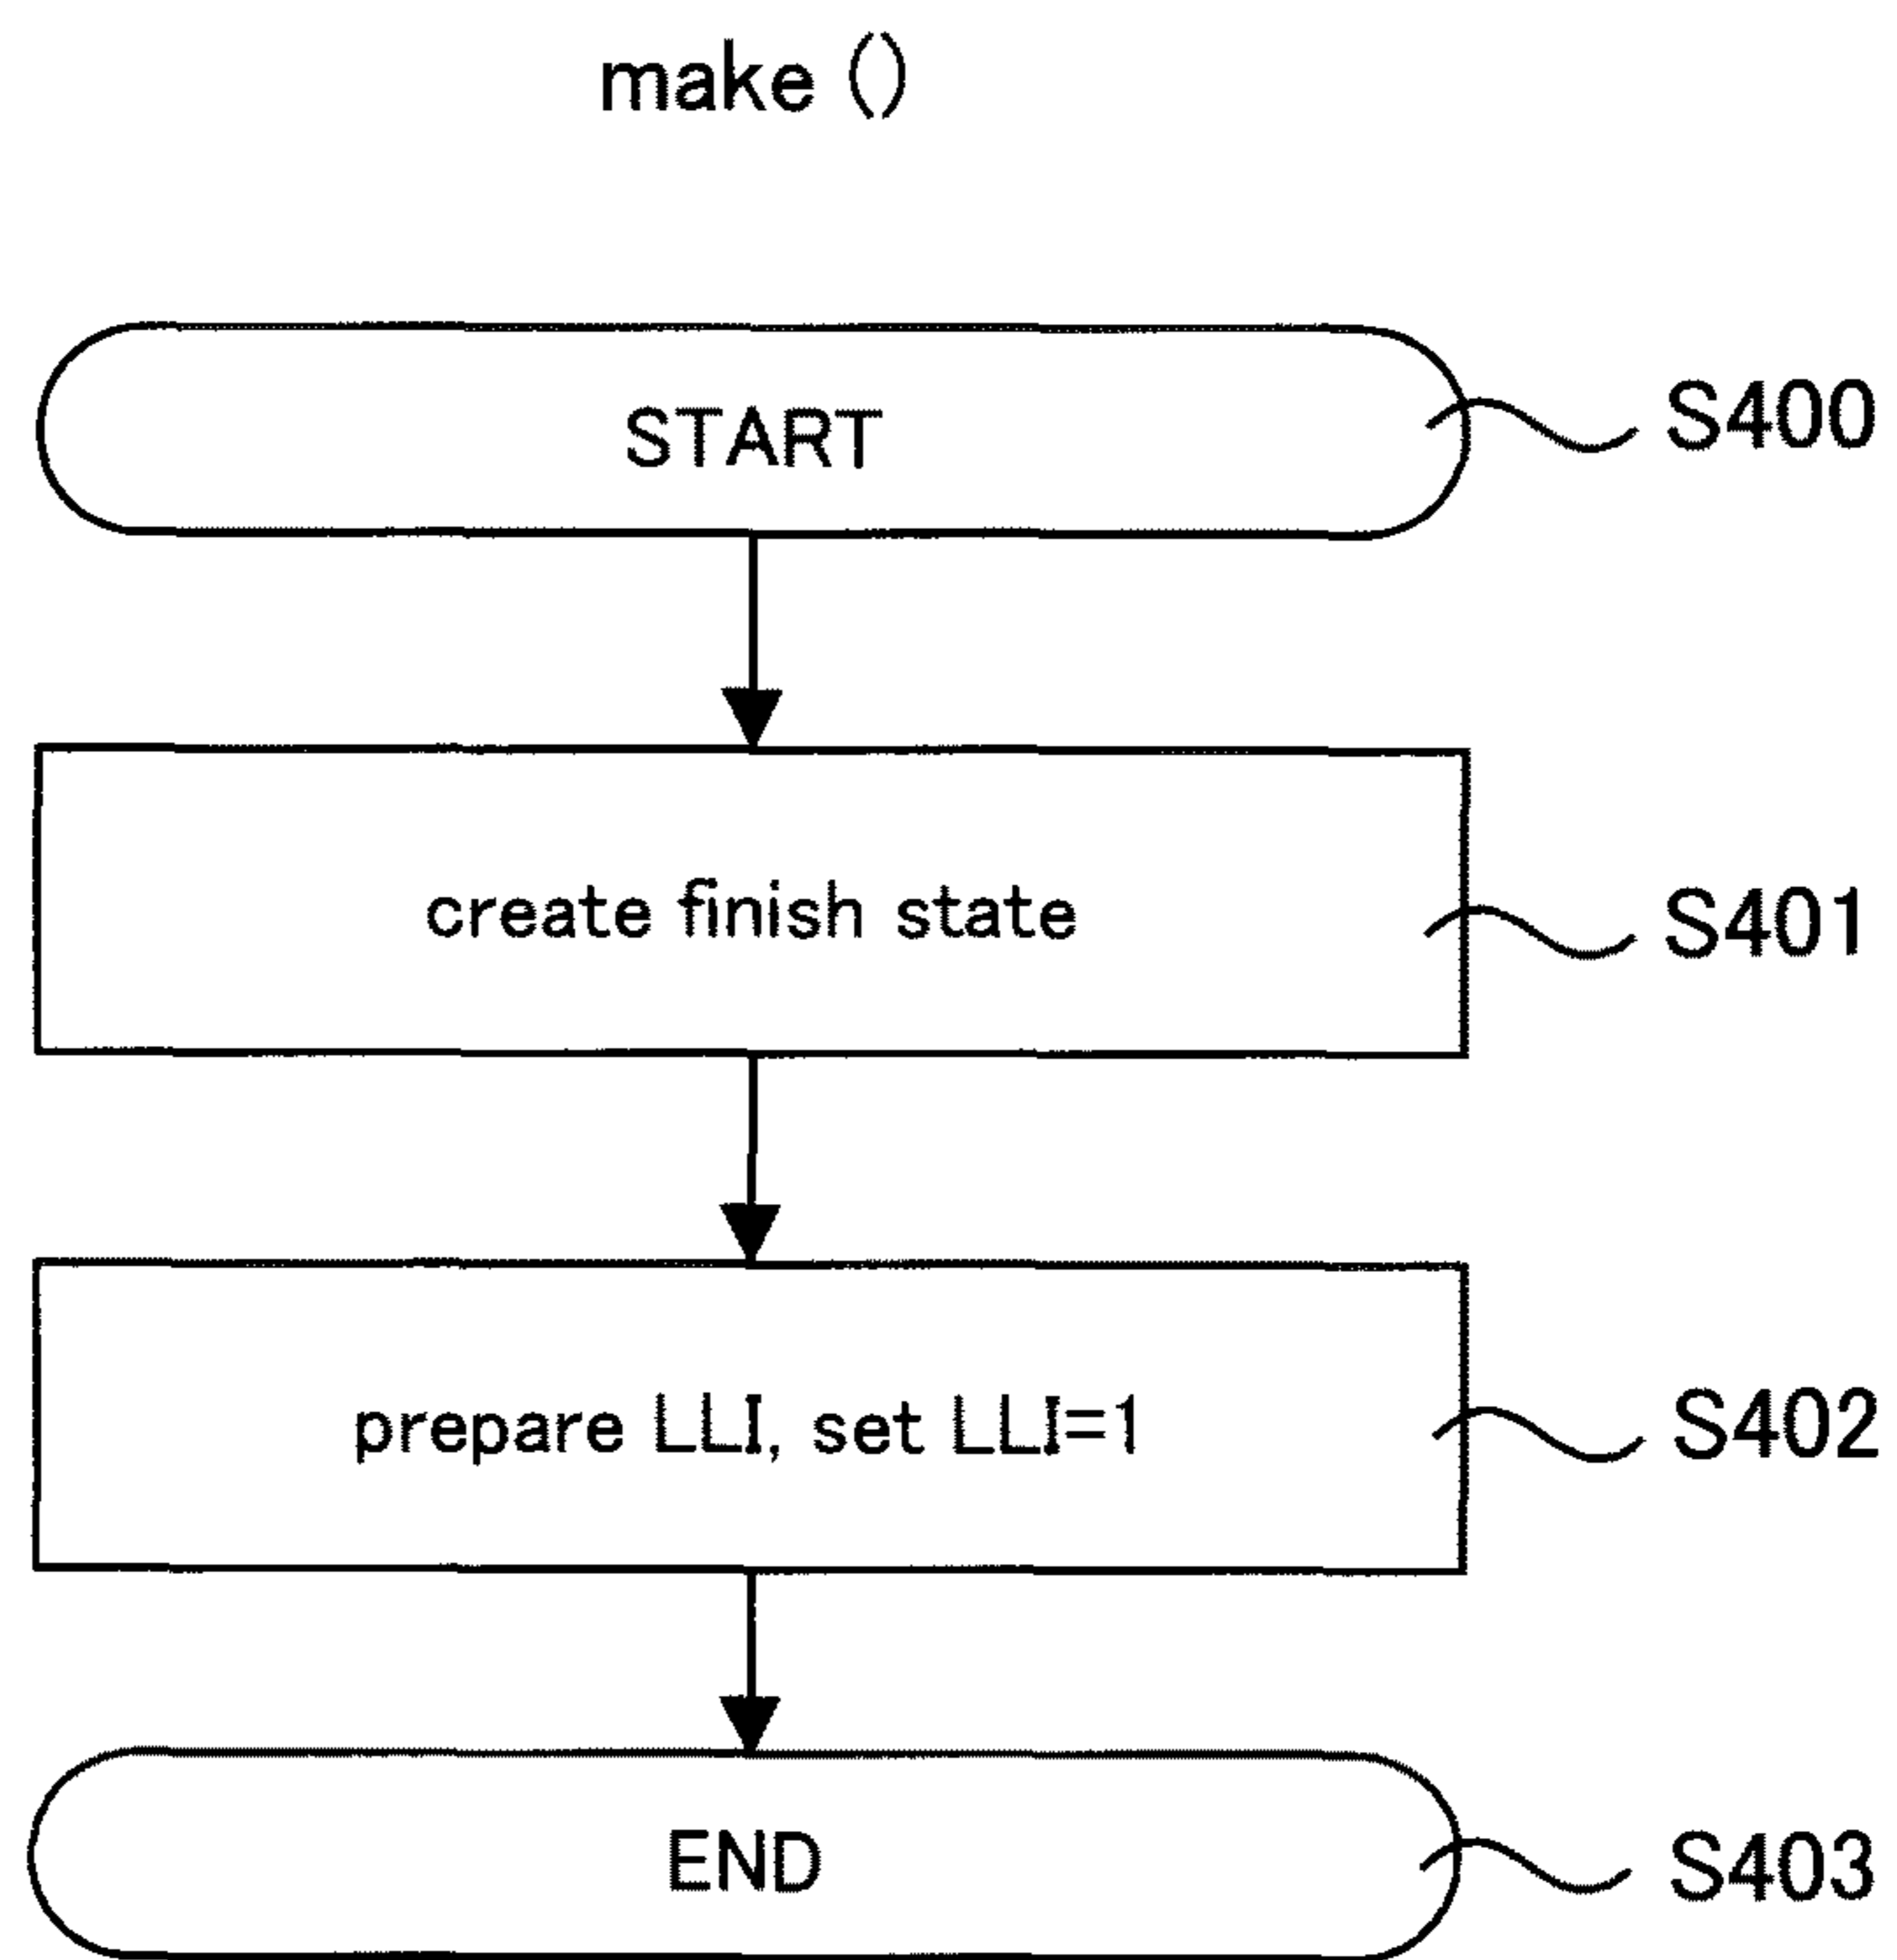 make ()
START
S400
create finish state
S401
prepare LLI, set LLI=1
S402
END
S403